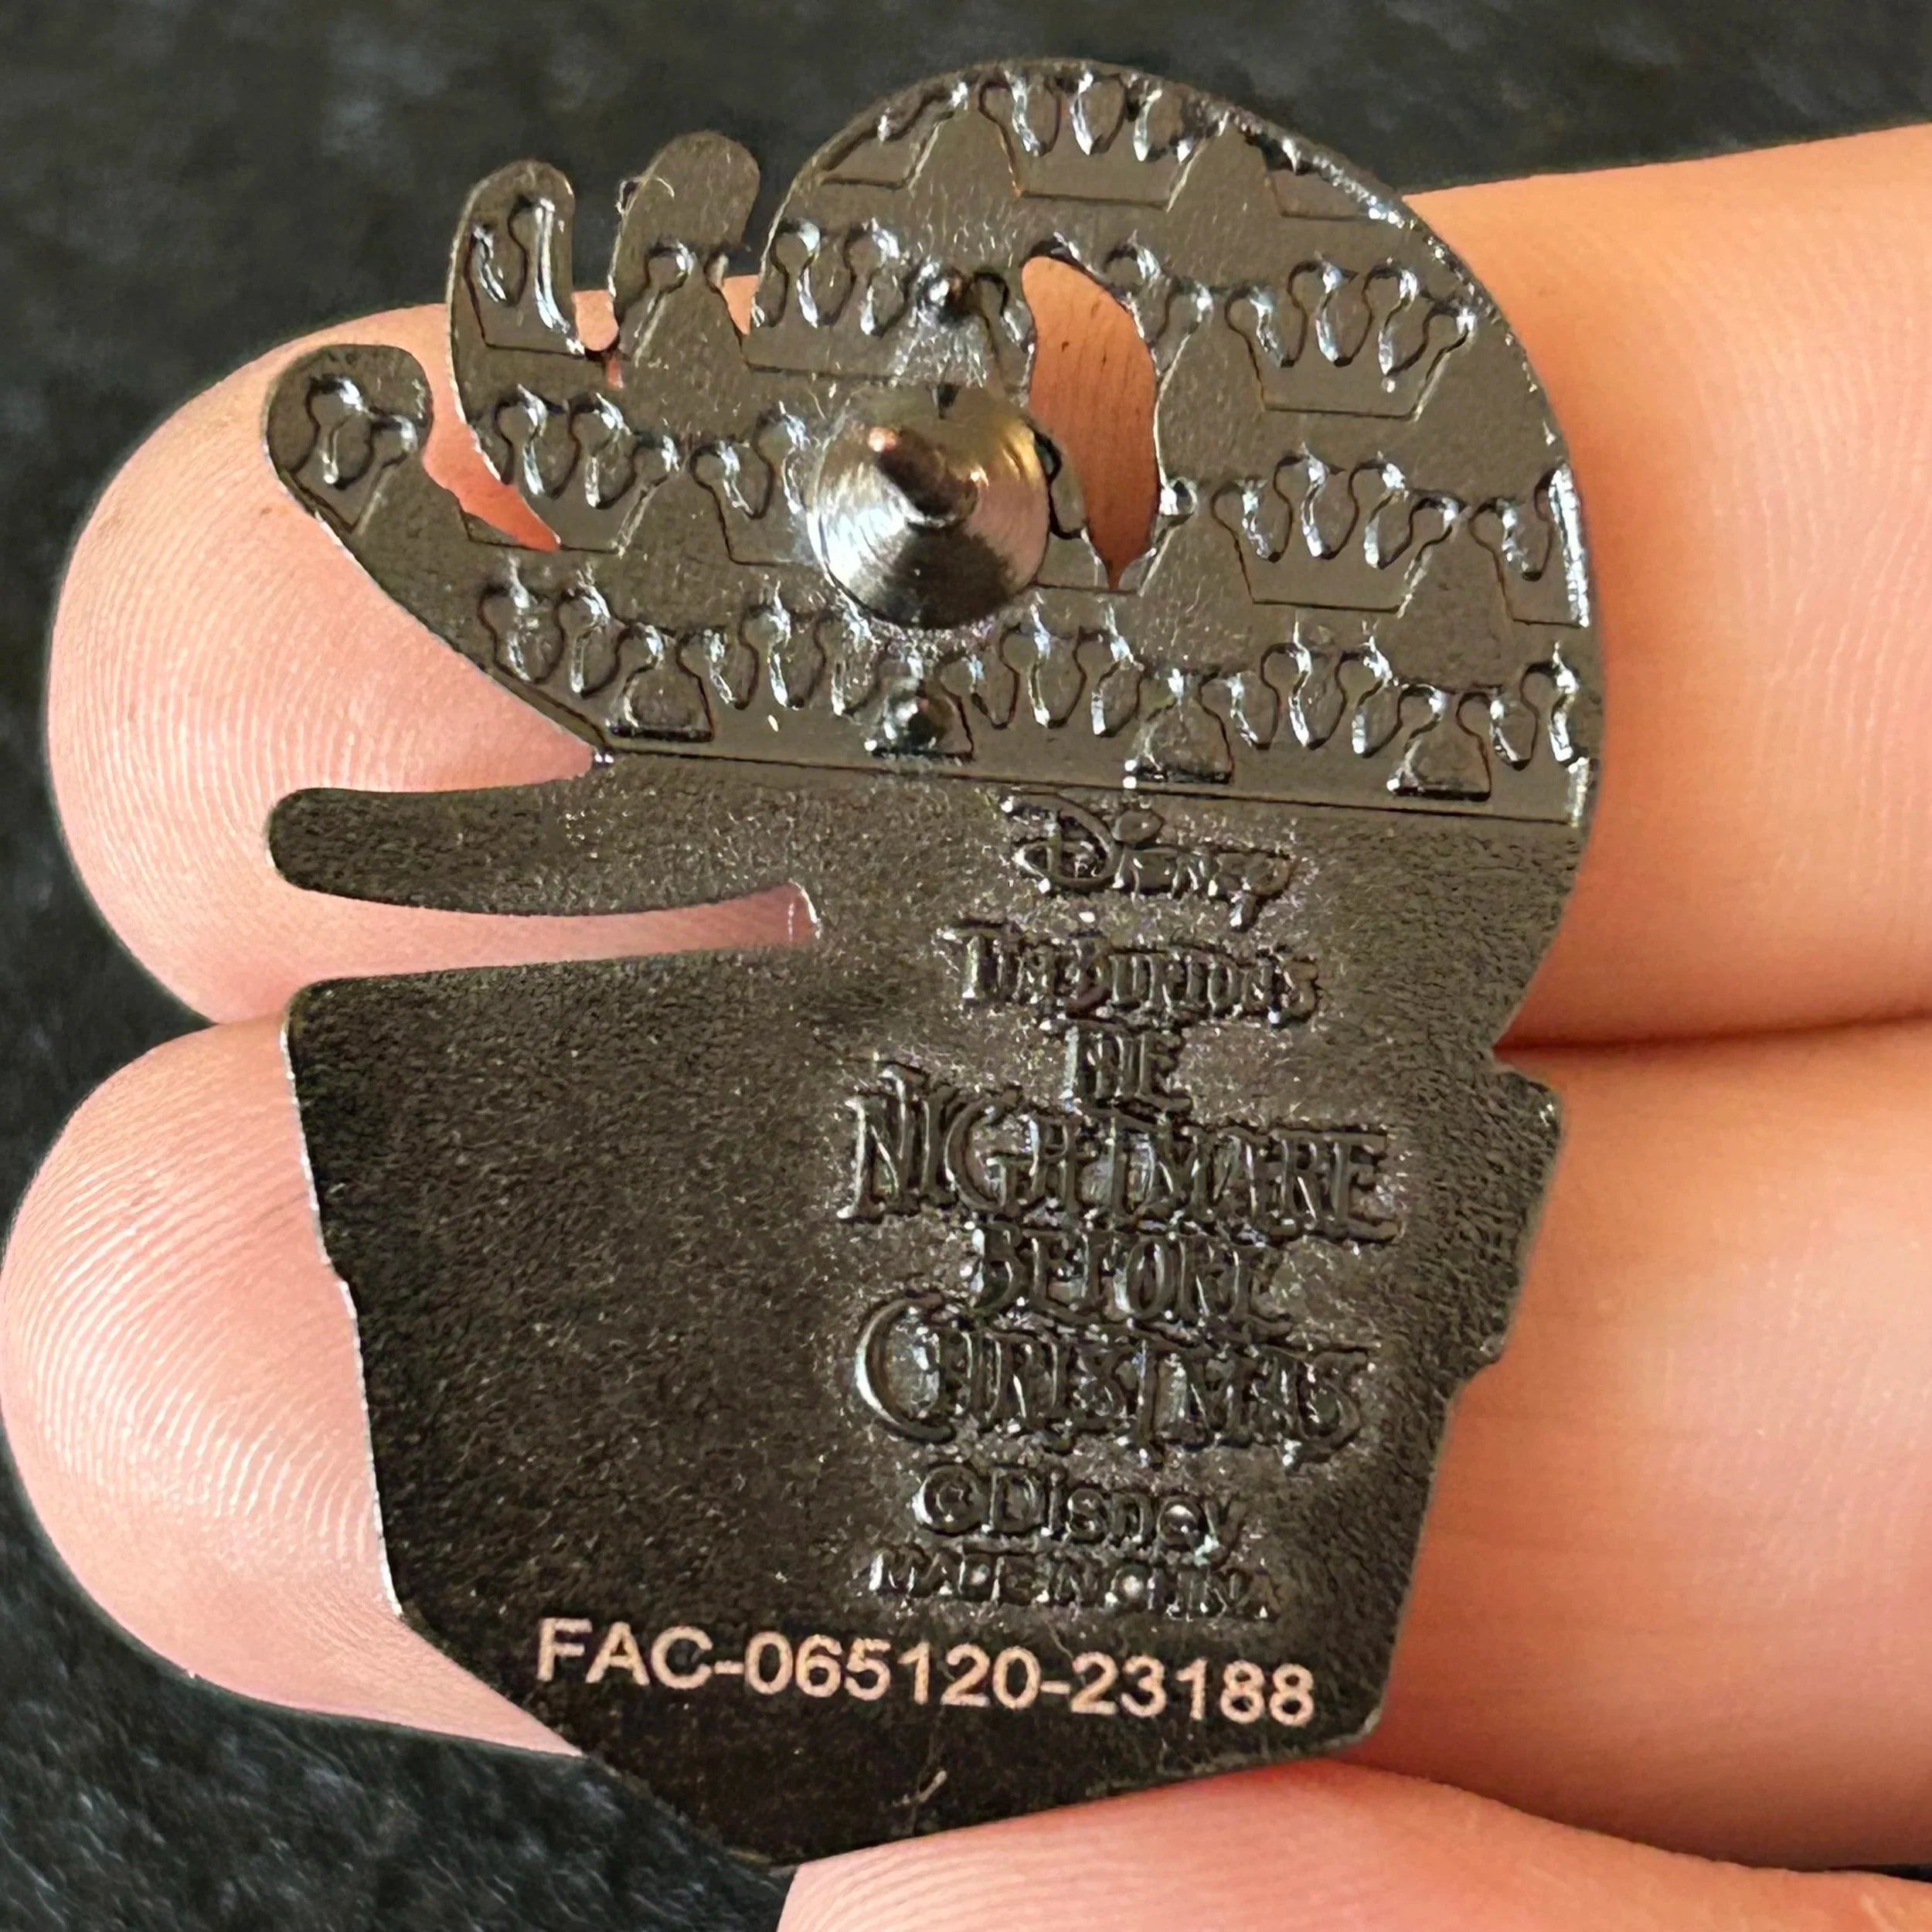 Disney
TIM BURTON'S
THE
NIGHTMARE
BEFORE
CHRISTMAS
©Disney
MADE IN CHINA
FAC-065120-23188